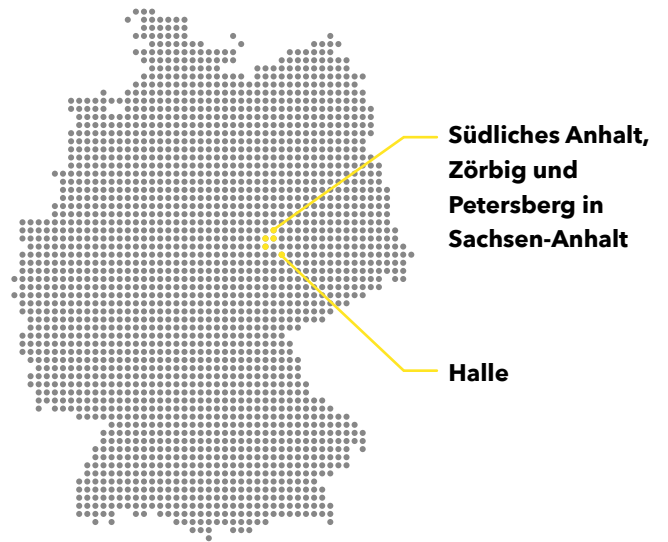 Südliches Anhalt,
Zörbig und
Petersberg in
Sachsen-Anhalt
Halle